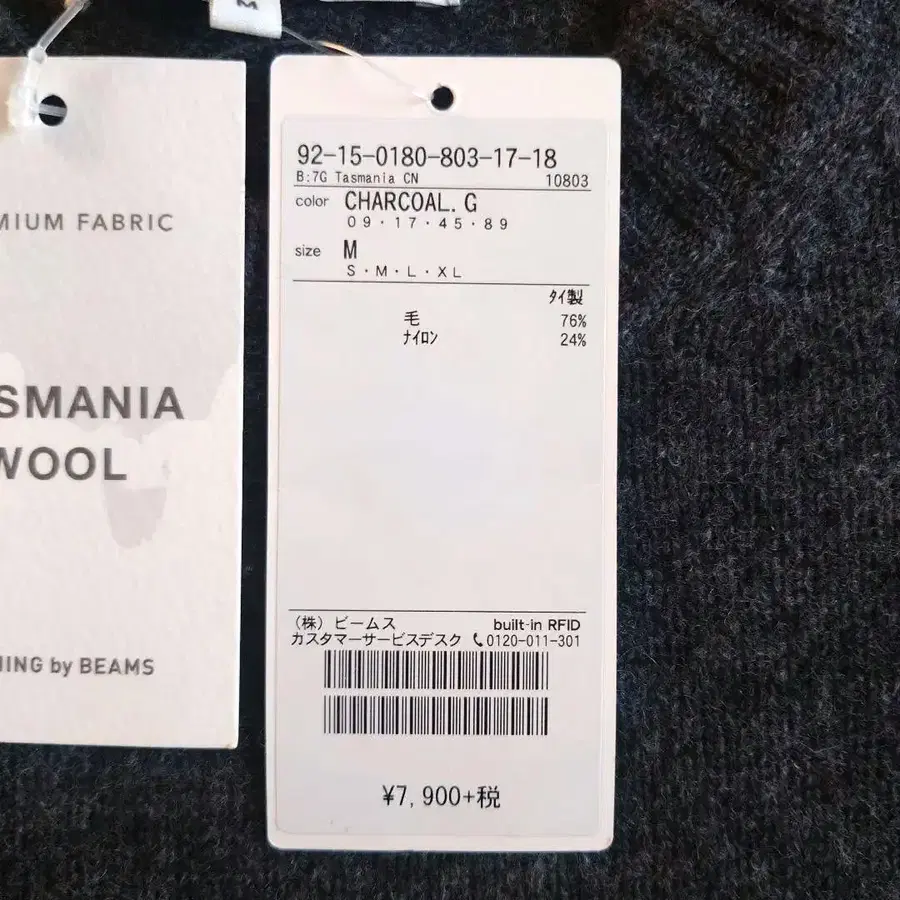 M
MIUM FABRIC
SMANIA
WOOL
ING by BEAMS
92-15-0180-803-17-18
B:7G Tasmania CN 10803
color CHARCOAL.G
09・17・45・89
size M
S・M・L・XL
タイ製
毛 76%
ナイロン 24%
(株) ビームス built-in RFID
カスタマーサービスデスク 0120-011-301
¥7,900+税